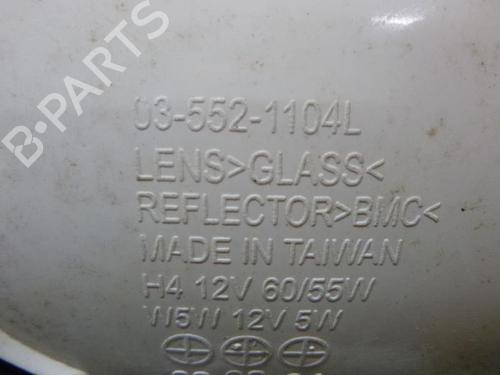 B-PARTS
03-552-1104L
LENS>GLASS<
REFLECTOR>BMC<
MADE IN TAIWAN
H4 12V 60/55W
W5W 12V 5W